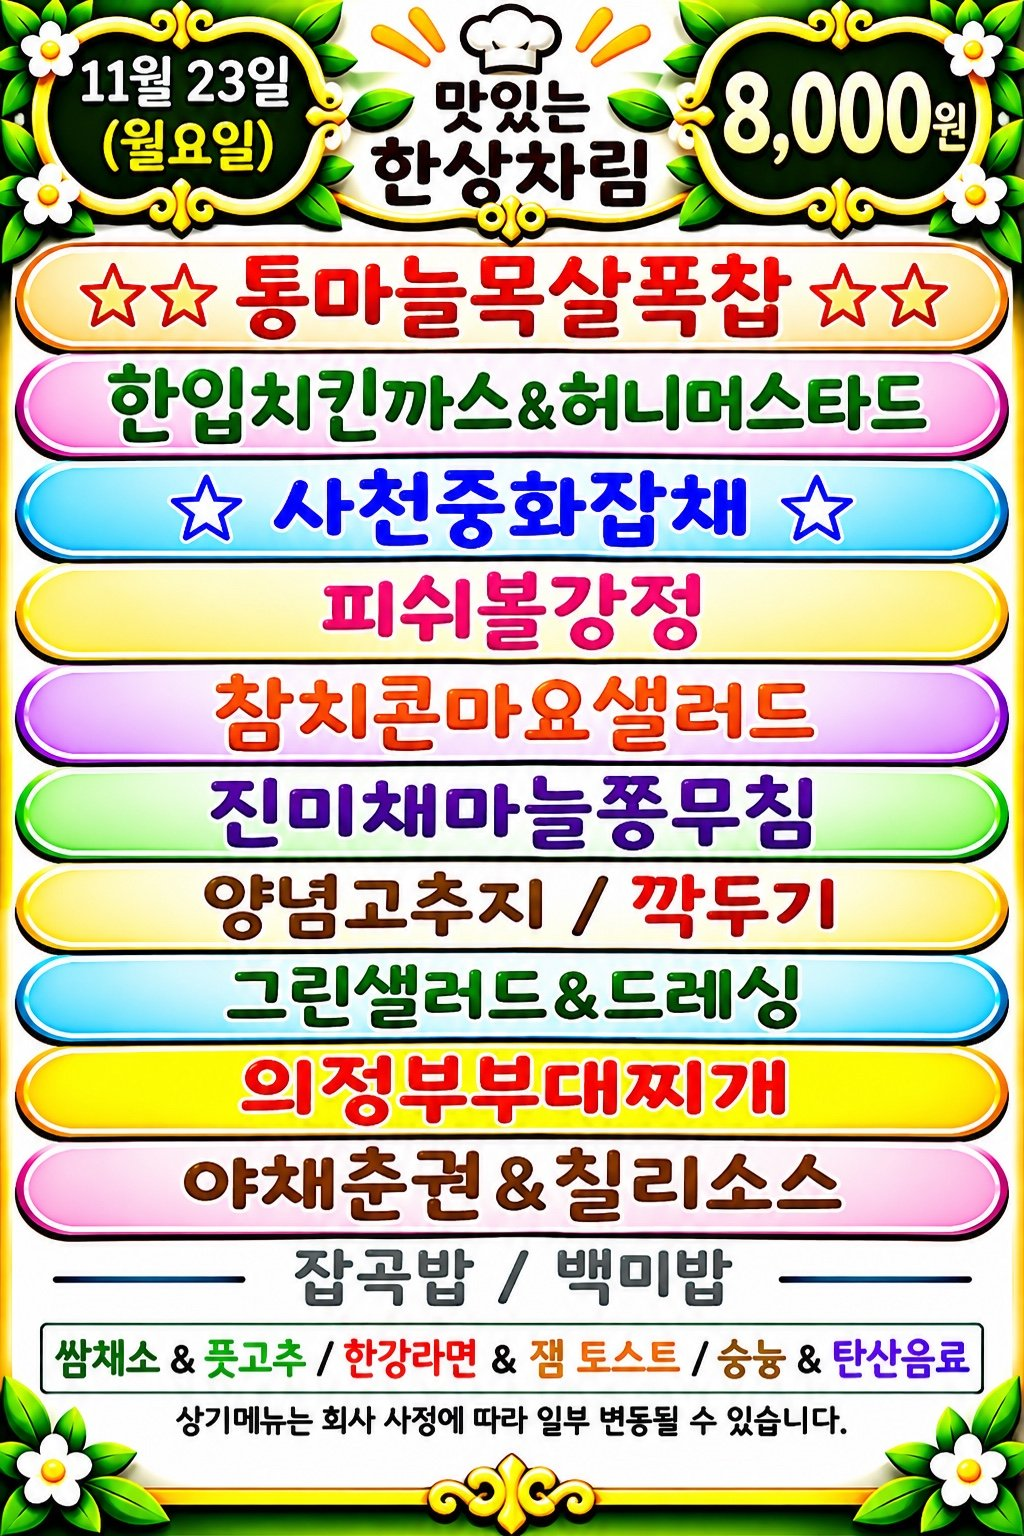 11월 23일
(월요일)
맛있는
한상차림
8,000원
☆☆ 통마늘목살폭찹 ☆☆
한입치킨까스&허니머스타드
☆ 사천중화잡채 ☆
피쉬볼강정
참치콘마요샐러드
진미채마늘쫑무침
양념고추지 / 깍두기
그린샐러드&드레싱
의정부부대찌개
야채춘권&칠리소스
잡곡밥 / 백미밥
쌈채소 & 풋고추 / 한강라면 & 잼 토스트 / 숭늉 & 탄산음료
상기메뉴는 회사 사정에 따라 일부 변동될 수 있습니다.